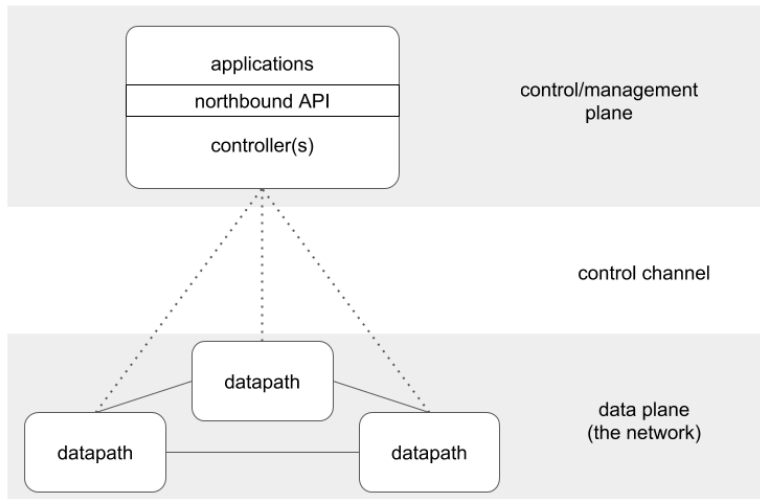 applications
northbound API
controller(s)
control/management
plane
control channel
datapath
datapath
datapath
data plane
(the network)